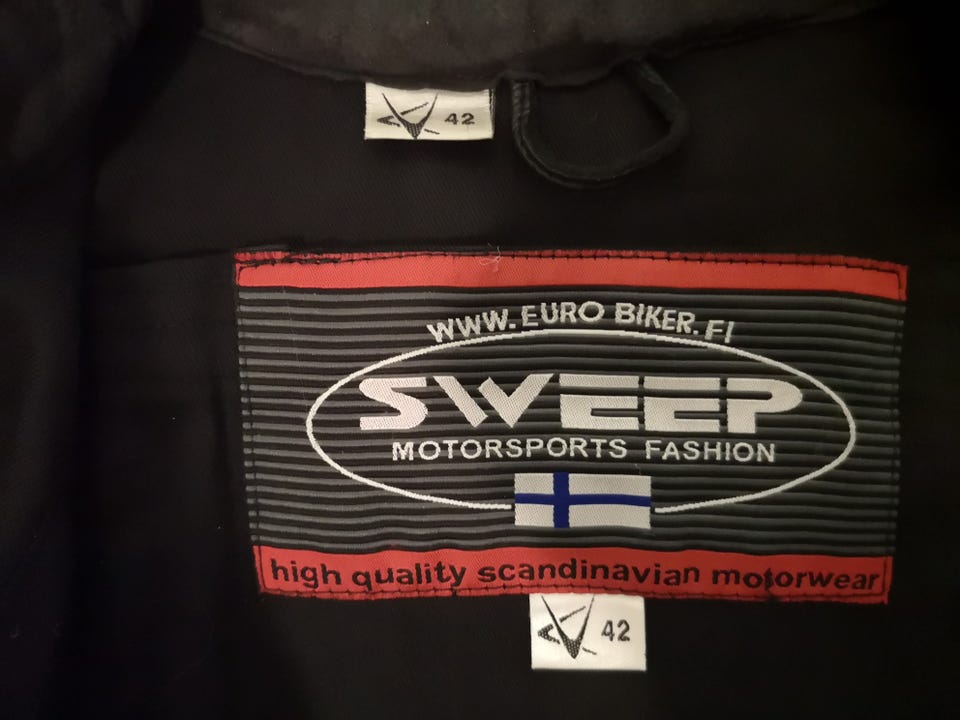 42
WWW.EURO BIKER.FI
SWEEP
MOTORSPORTS FASHION
high quality scandinavian motorwear
42